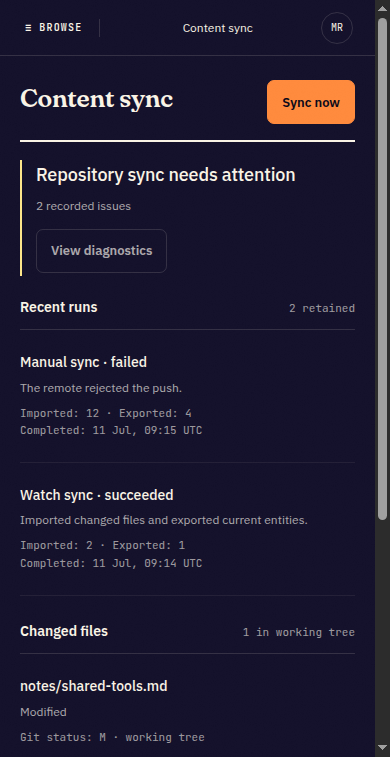 ≡ BROWSE
Content sync
MR
Content sync
Sync now
Repository sync needs attention
2 recorded issues
View diagnostics
Recent runs
2 retained
Manual sync · failed
The remote rejected the push.
Imported: 12 · Exported: 4
Completed: 11 Jul, 09:15 UTC
Watch sync · succeeded
Imported changed files and exported current entities.
Imported: 2 · Exported: 1
Completed: 11 Jul, 09:14 UTC
Changed files
1 in working tree
notes/shared-tools.md
Modified
Git status: M · working tree